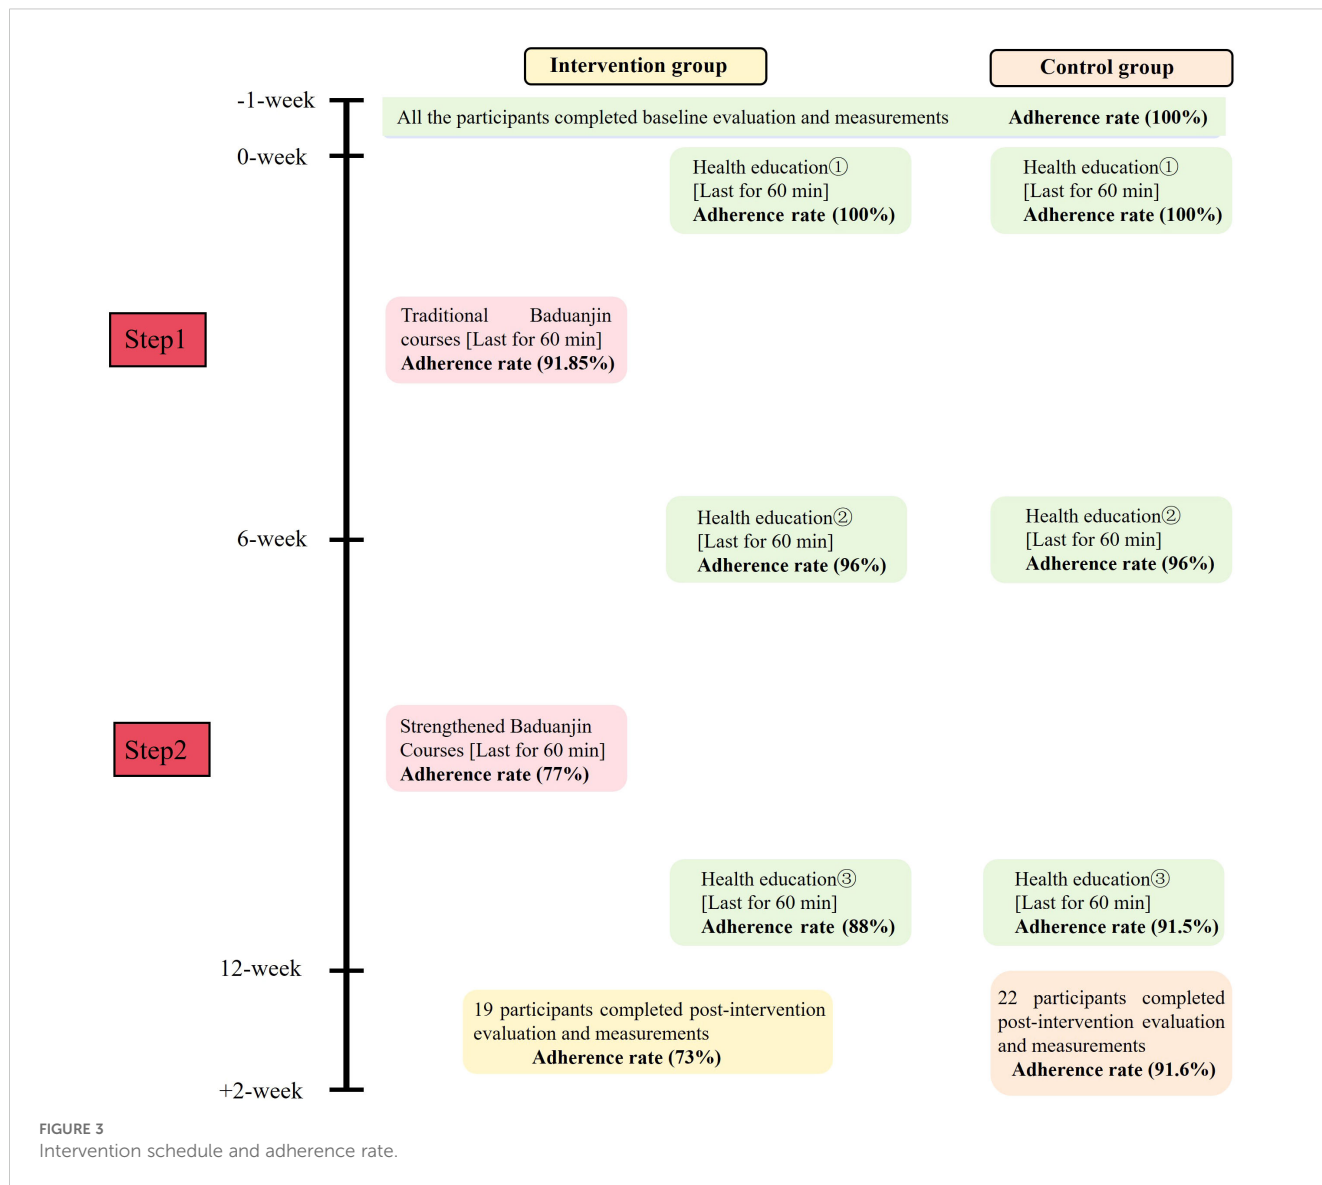 Intervention group
Control group
-1-week
All the participants completed baseline evaluation and measurements
Adherence rate (100%)
0-week
Health education①
[Last for 60 min]
Adherence rate (100%)
Health education①
[Last for 60 min]
Adherence rate (100%)
Step1
Traditional Baduanjin
courses [Last for 60 min]
Adherence rate (91.85%)
6-week
Health education②
[Last for 60 min]
Adherence rate (96%)
Health education②
[Last for 60 min]
Adherence rate (96%)
Step2
Strengthened Baduanjin
Courses [Last for 60 min]
Adherence rate (77%)
Health education③
[Last for 60 min]
Adherence rate (88%)
Health education③
[Last for 60 min]
Adherence rate (91.5%)
12-week
19 participants completed post-intervention
evaluation and measurements
Adherence rate (73%)
22 participants completed
post-intervention evaluation
and measurements
Adherence rate (91.6%)
+2-week
FIGURE 3
Intervention schedule and adherence rate.